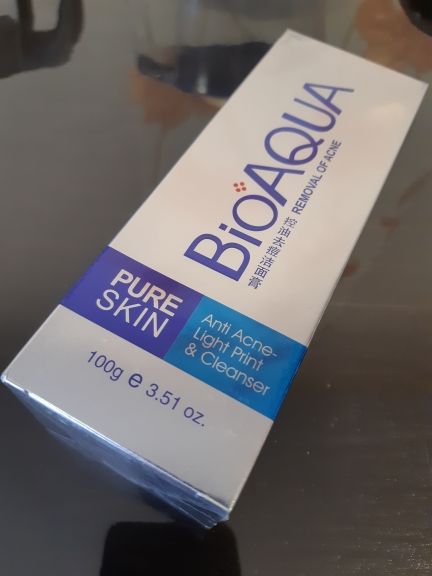 BIOAQUA
REMOVAL OF ACNE
控油去痘洁面膏
PURE
SKIN
Anti Acne-
Light Print
& Cleanser
100g e 3.51 oz.